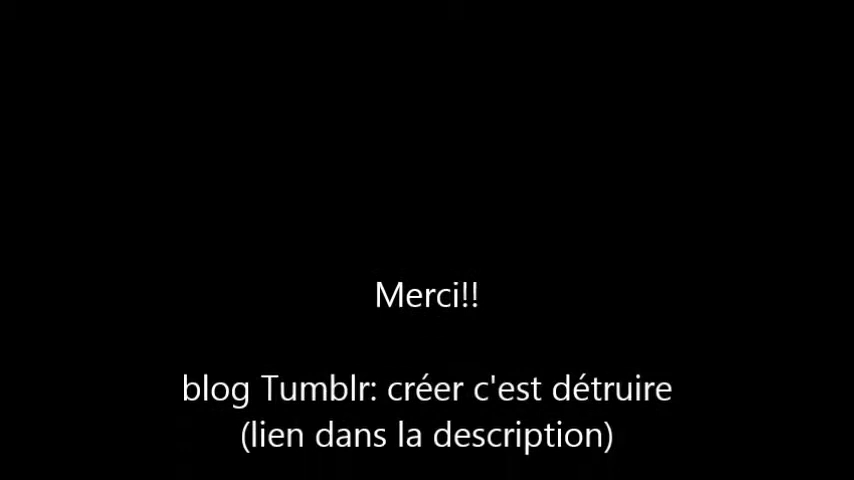 Merci!!
blog Tumblr: créer c'est détruire
(lien dans la description)